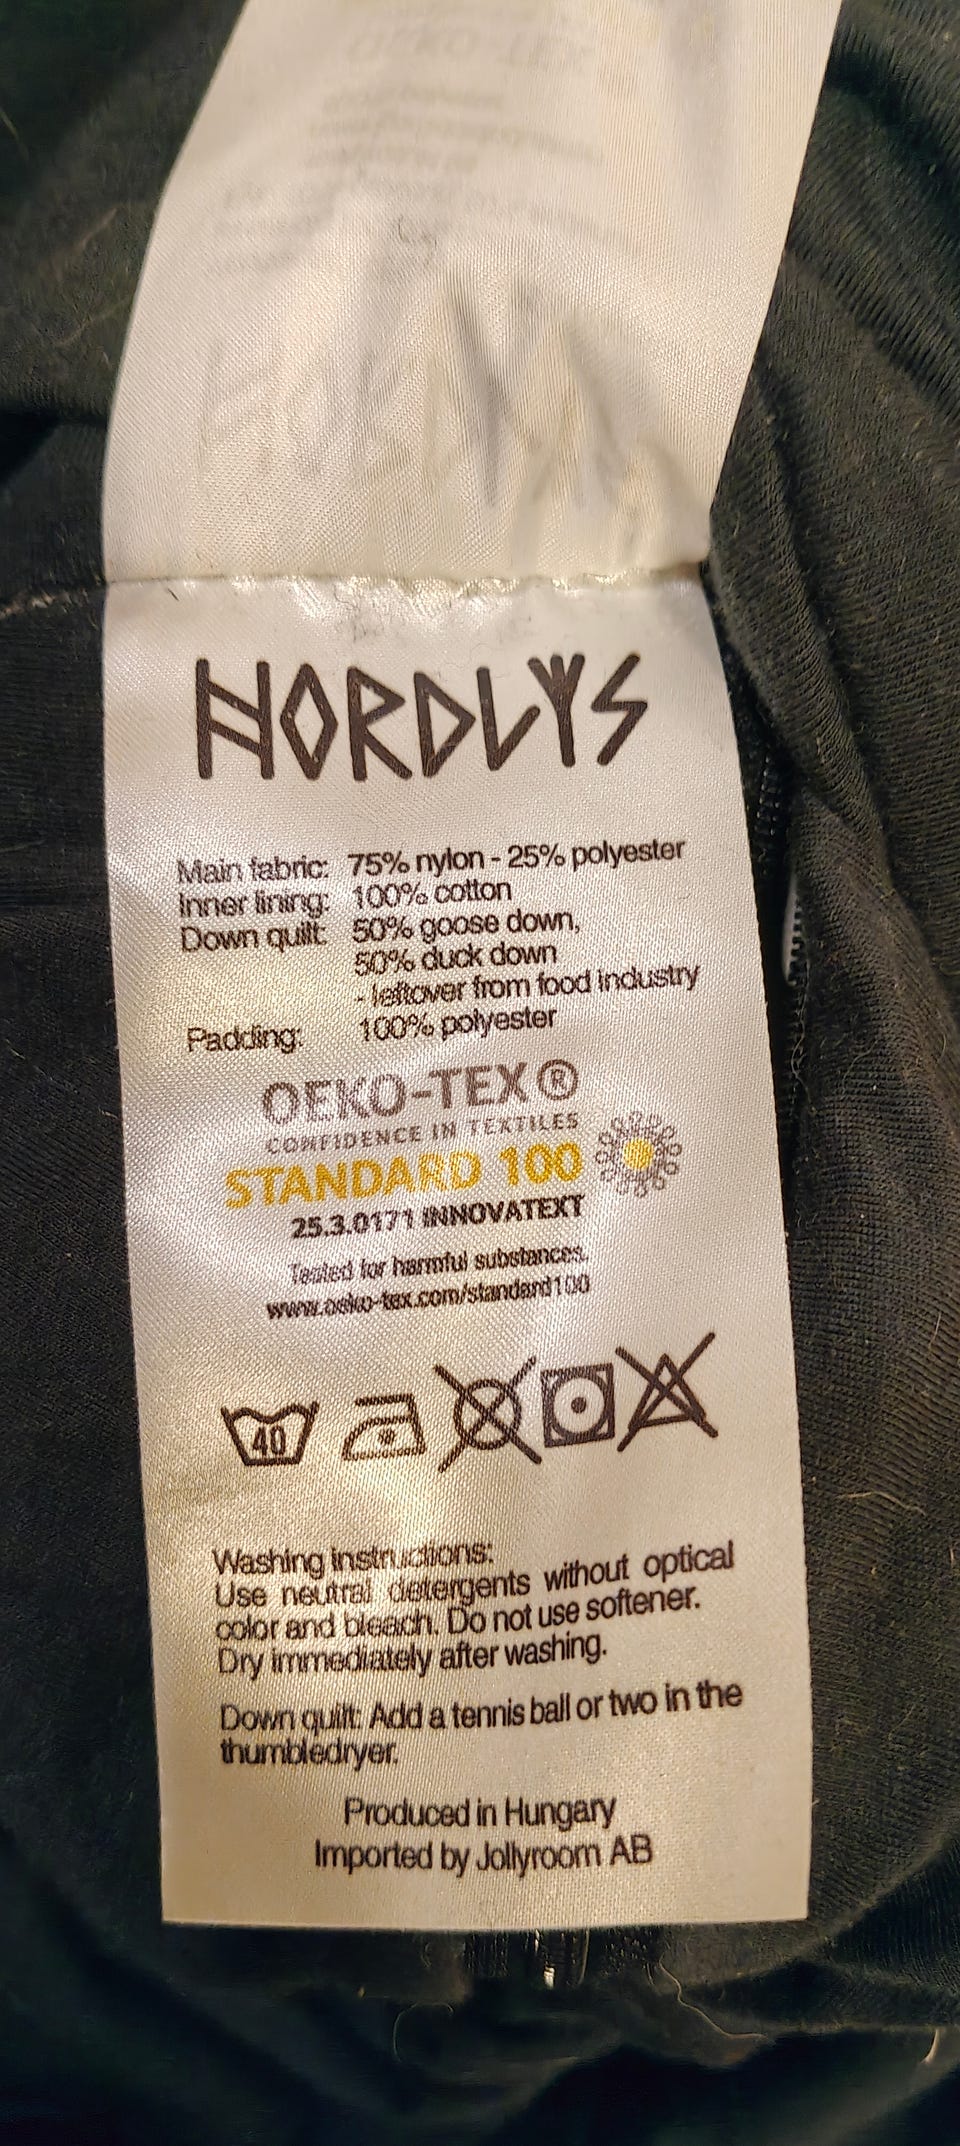 NORDLYS
Main fabric: 75% nylon - 25% polyester
Inner lining: 100% cotton
Down quilt: 50% goose down,
50% duck down
- leftover from food industry
Padding: 100% polyester
OEKO-TEX®
CONFIDENCE IN TEXTILES
STANDARD 100
25.3.0171 INNOVATEXT
Tested for harmful substances.
www.oeko-tex.com/standard100
40
Washing instructions:
Use neutral detergents without optical
color and bleach. Do not use softener.
Dry immediately after washing.
Down quilt: Add a tennis ball or two in the
thumbledryer.
Produced in Hungary
Imported by Jollyroom AB